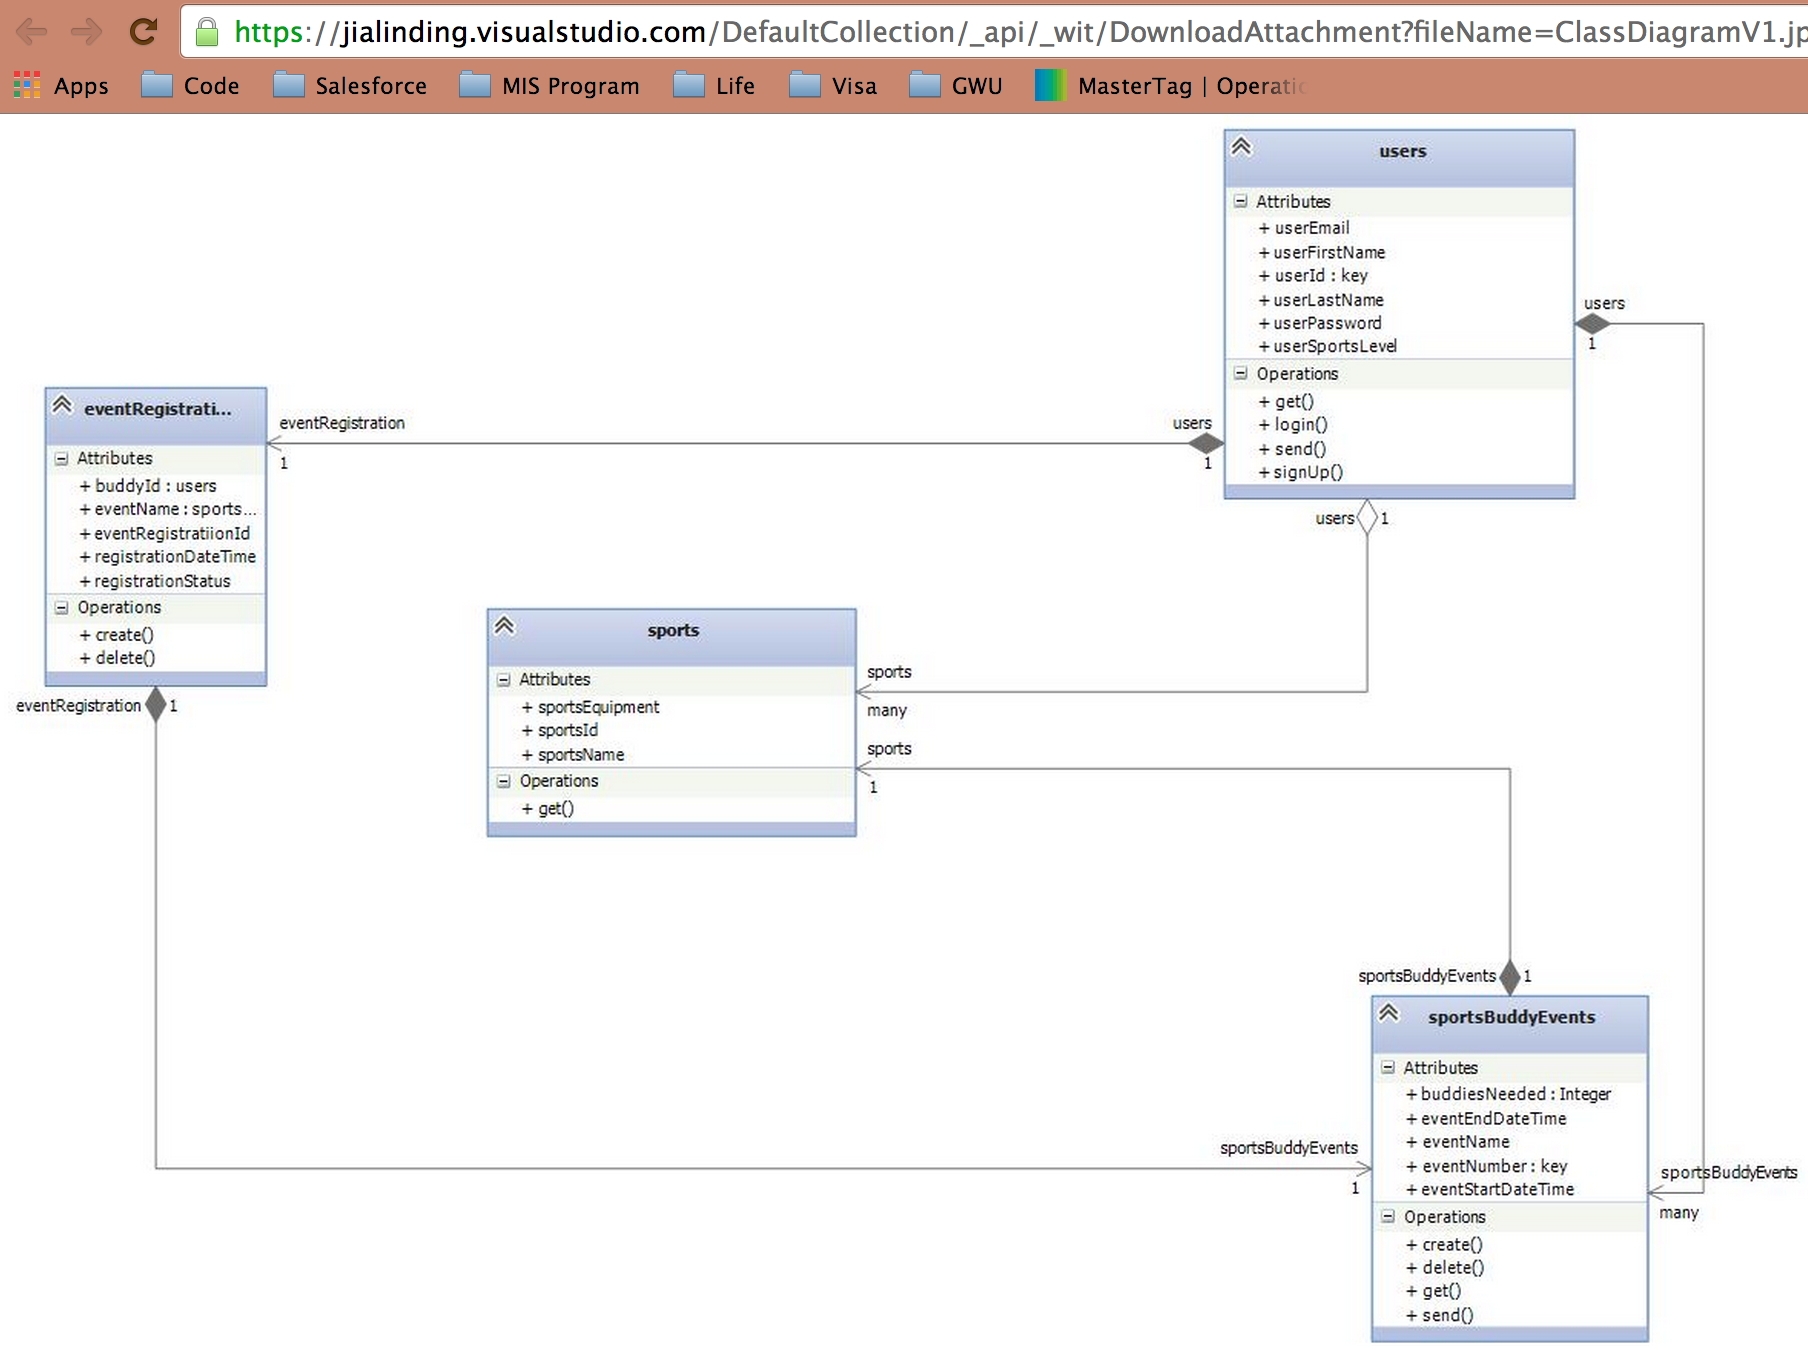 https://jialinding.visualstudio.com/DefaultCollection/_api/_wit/DownloadAttachment?fileName=ClassDiagramV1.jp
Apps Code Salesforce MIS Program Life Visa GWU MasterTag | Operatic
users
Attributes
+ userEmail
+ userFirstName
+ userId : key
+ userLastName
+ userPassword
+ userSportsLevel
Operations
+ get()
+ login()
+ send()
+ signUp()
users
1
users
1
users 1
eventRegistration
1
eventRegistrati...
Attributes
+ buddyId : users
+ eventName : sports...
+ eventRegistratiionId
+ registrationDateTime
+ registrationStatus
Operations
+ create()
+ delete()
eventRegistration 1
sports
Attributes
+ sportsEquipment
+ sportsId
+ sportsName
Operations
+ get()
sports
many
sports
1
sportsBuddyEvents 1
sportsBuddyEvents
Attributes
+ buddiesNeeded : Integer
+ eventEndDateTime
+ eventName
+ eventNumber : key
+ eventStartDateTime
Operations
+ create()
+ delete()
+ get()
+ send()
sportsBuddyEvents
1
sportsBuddyEvents
many